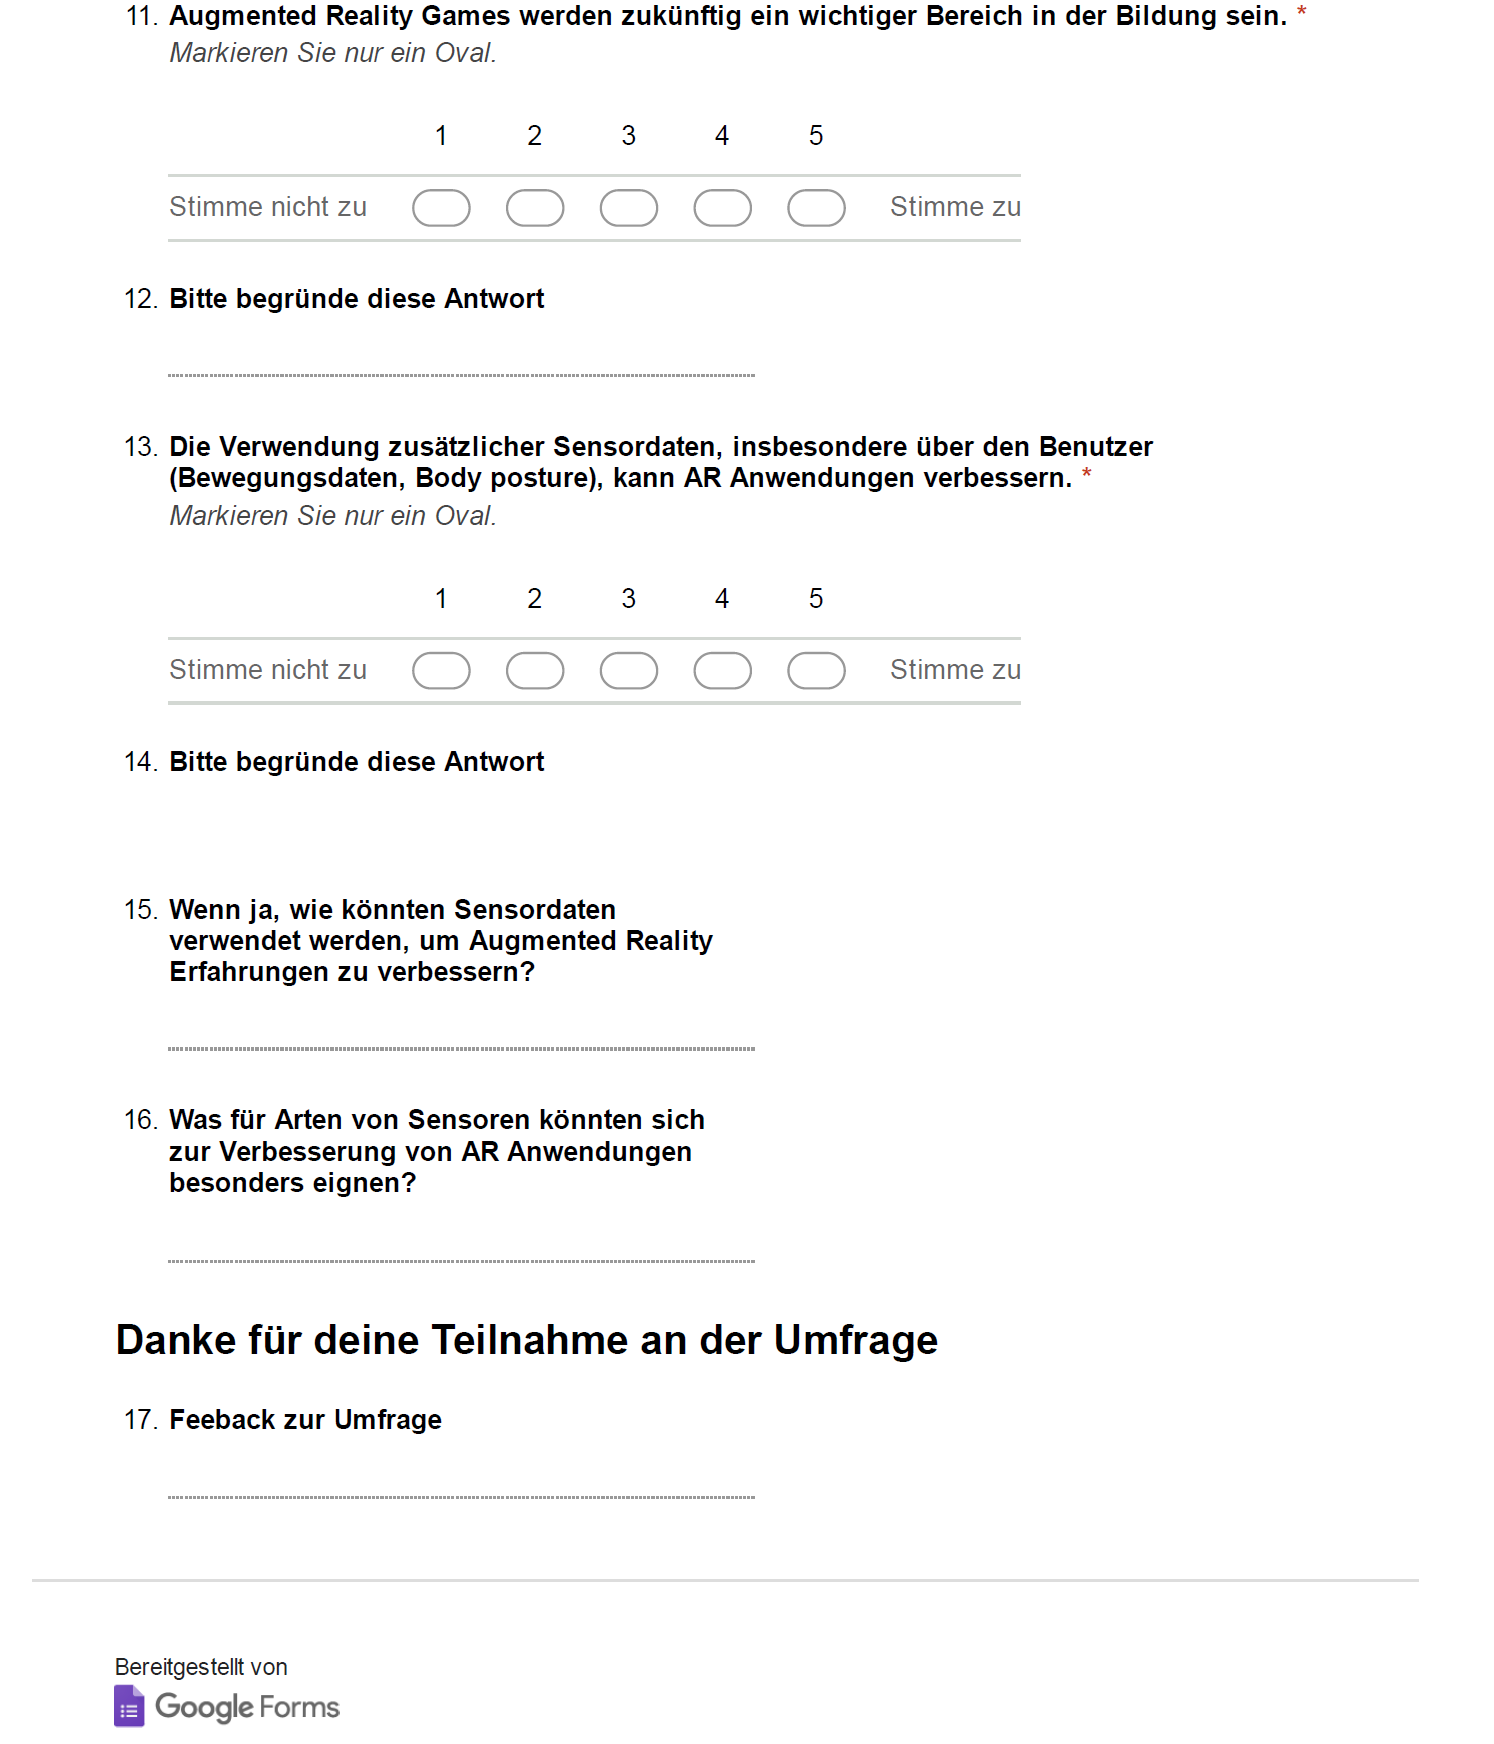 11. Augmented Reality Games werden zukünftig ein wichtiger Bereich in der Bildung sein. *
Markieren Sie nur ein Oval.
1 2 3 4 5
Stimme nicht zu Stimme zu
12. Bitte begründe diese Antwort
13. Die Verwendung zusätzlicher Sensordaten, insbesondere über den Benutzer
(Bewegungsdaten, Body posture), kann AR Anwendungen verbessern. *
Markieren Sie nur ein Oval.
1 2 3 4 5
Stimme nicht zu Stimme zu
14. Bitte begründe diese Antwort
15. Wenn ja, wie könnten Sensordaten
verwendet werden, um Augmented Reality
Erfahrungen zu verbessern?
16. Was für Arten von Sensoren könnten sich
zur Verbesserung von AR Anwendungen
besonders eignen?
Danke für deine Teilnahme an der Umfrage
17. Feeback zur Umfrage
Bereitgestellt von
Google Forms